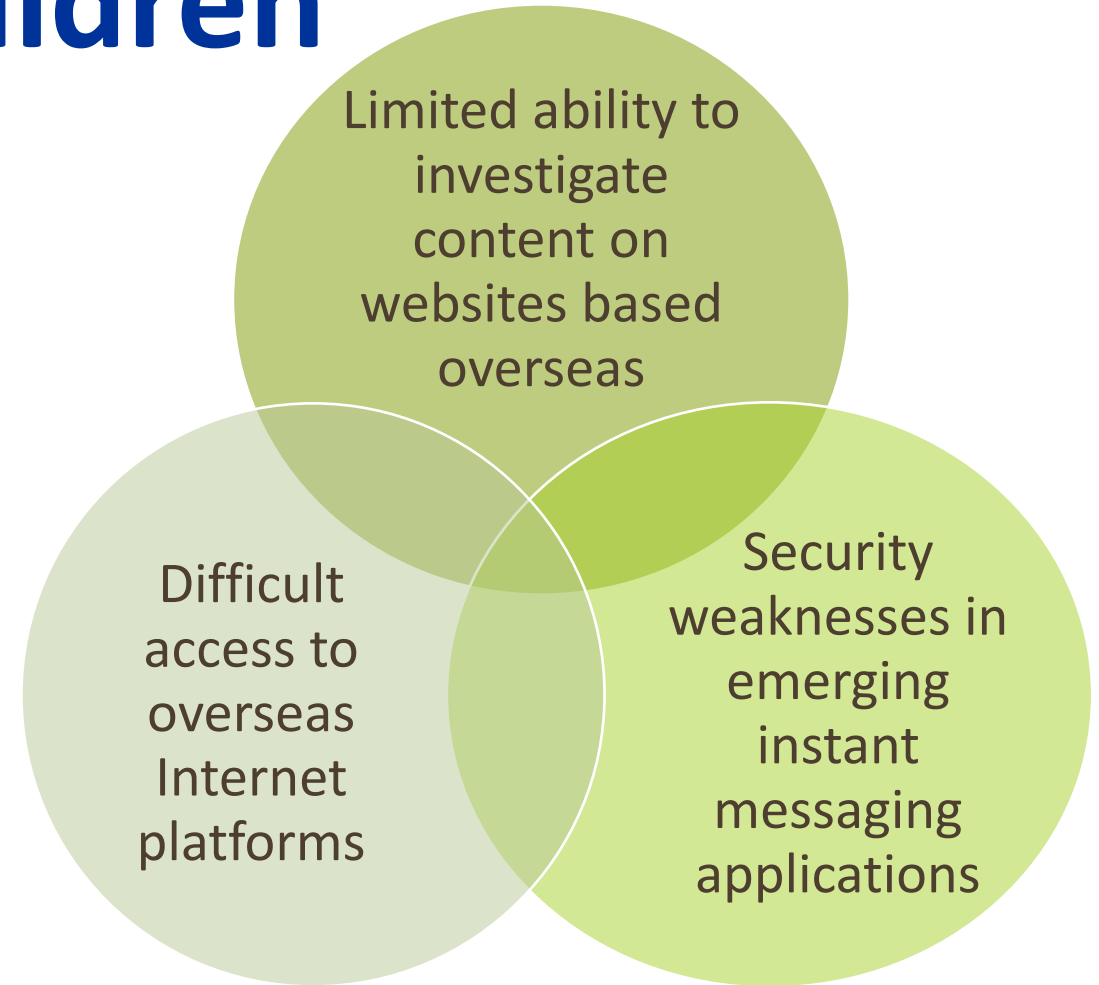 ildren
Limited ability to
investigate
content on
websites based
overseas
Difficult
access to
overseas
Internet
platforms
Security
weaknesses in
emerging
instant
messaging
applications